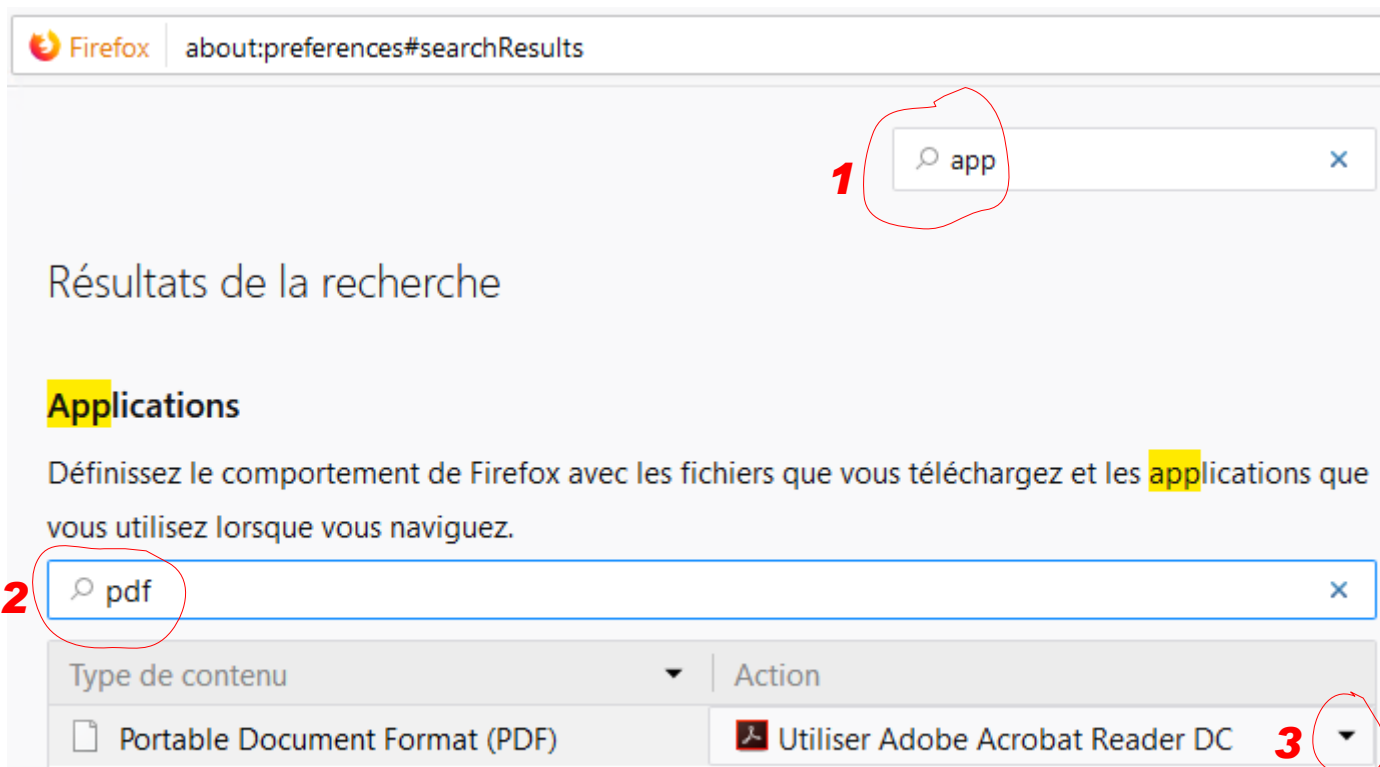 Firefox about:preferences#searchResults
1 app
Résultats de la recherche
Applications
Définissez le comportement de Firefox avec les fichiers que vous téléchargez et les applications que
vous utilisez lorsque vous naviguez.
2 pdf
Type de contenu Action
Portable Document Format (PDF) Utiliser Adobe Acrobat Reader DC 3